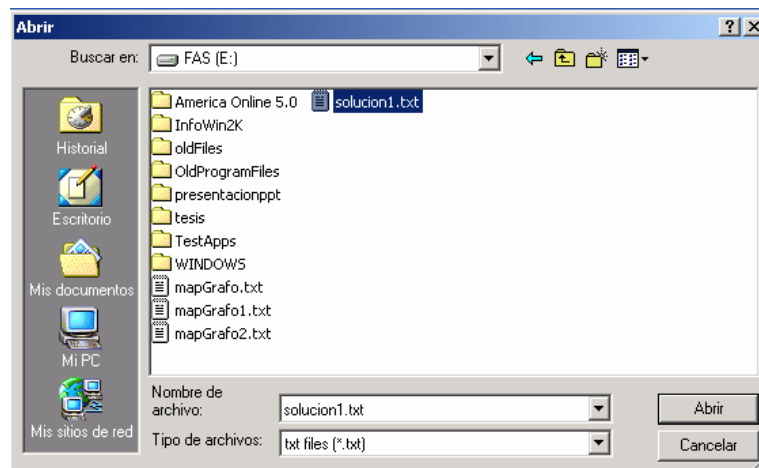 Abrir
Buscar en: FAS (E:)
Historial
Escritorio
Mis documentos
Mi PC
Mis sitios de red
America Online 5.0
InfoWin2K
oldFiles
OldProgramFiles
presentacionppt
tesis
TestApps
WINDOWS
mapGrafo.txt
mapGrafo1.txt
mapGrafo2.txt
solucion1.txt
Nombre de
archivo: solucion1.txt
Abrir
Tipo de archivos: txt files (*.txt)
Cancelar